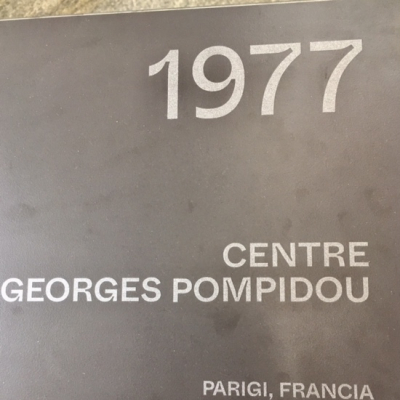 1977
CENTRE
GEORGES POMPIDOU
PARIGI, FRANCIA